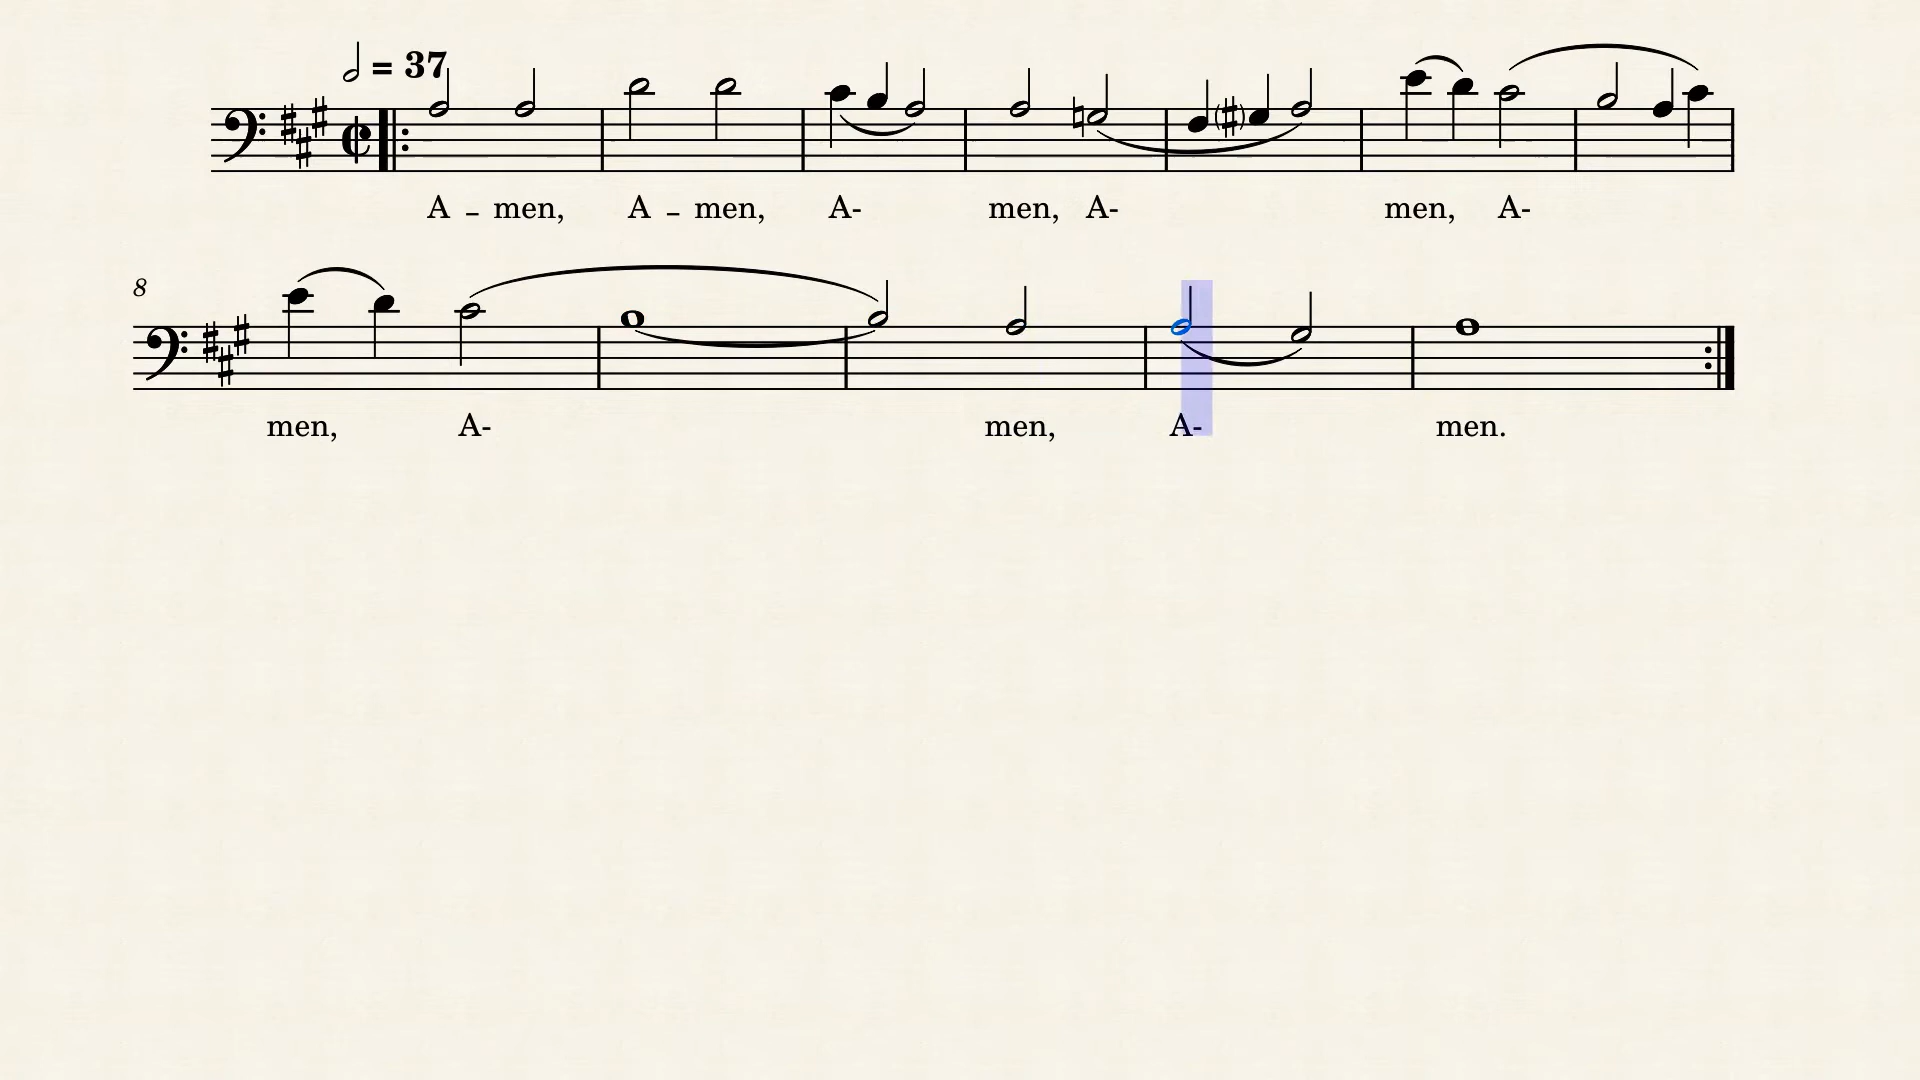 = 37
A – men, A – men, A- men, A- men, A-
8
men, A- men, A- men.